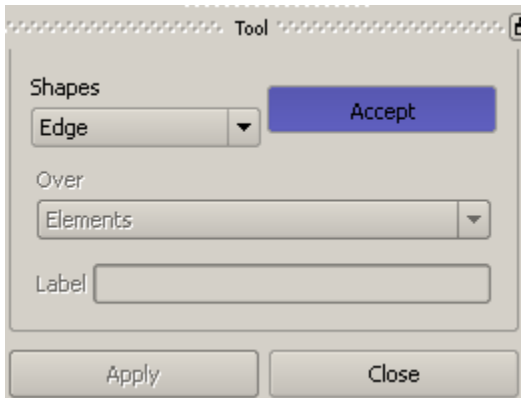 Tool
Shapes
Edge
Accept
Over
Elements
Label
Apply
Close